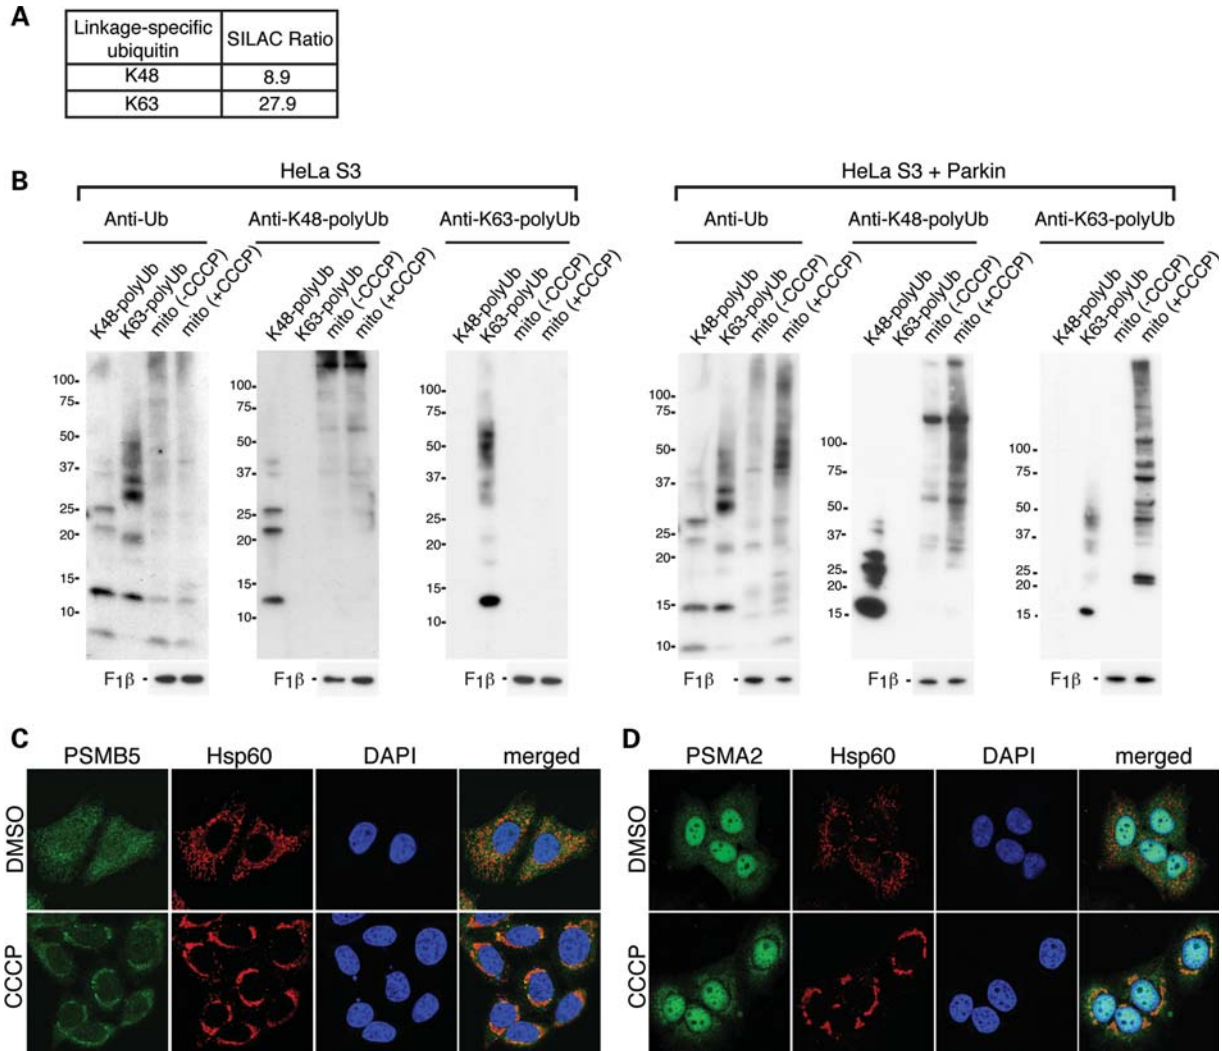 A
Linkage-specific ubiquitin SILAC Ratio
K48 8.9
K63 27.9
B
HeLa S3
Anti-Ub Anti-K48-polyUb Anti-K63-polyUb
K48-polyUb K63-polyUb mito (-CCCP) mito (+CCCP)
K48-polyUb K63-polyUb mito (-CCCP) mito (+CCCP)
K48-polyUb K63-polyUb mito (-CCCP) mito (+CCCP)
100 75 50 37 25 20 15 10
100 75 50 37 25 20 15 10
100 75 50 37 25 20 15 10
F1β F1β F1β
HeLa S3 + Parkin
Anti-Ub Anti-K48-polyUb Anti-K63-polyUb
K48-polyUb K63-polyUb mito (-CCCP) mito (+CCCP)
K48-polyUb K63-polyUb mito (-CCCP) mito (+CCCP)
K48-polyUb K63-polyUb mito (-CCCP) mito (+CCCP)
100 75 50 37 25 20 15 10
100 50 37 25 20 15
100 75 50 37 25 20 15
F1β F1β F1β
C
PSMB5 Hsp60 DAPI merged
DMSO
CCCP
D
PSMA2 Hsp60 DAPI merged
DMSO
CCCP